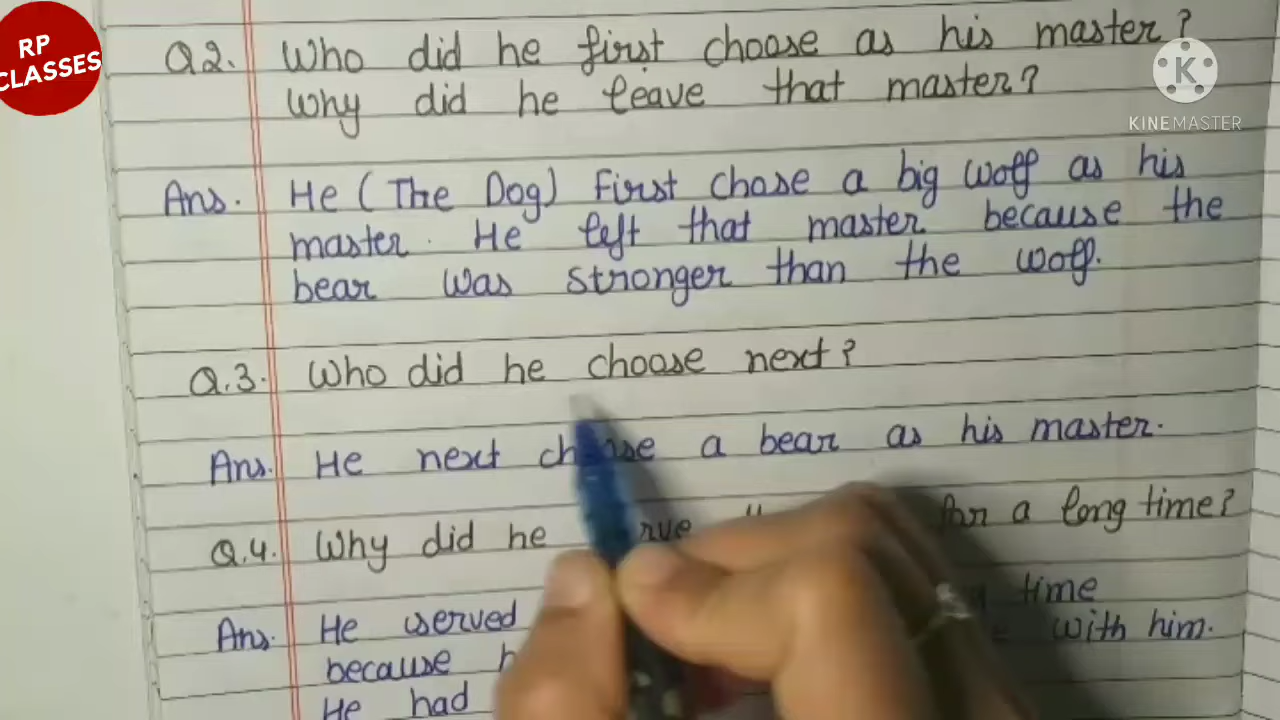 RP
CLASSES
KINEMASTER
Q2. Who did he first choose as his master?
Why did he leave that master?
Ans. He (The Dog) First chose a big wolf as his
master. He left that master because the
bear was stronger than the wolf.
Q.3. Who did he choose next?
Ans. He next chose a bear as his master.
Q.4. Why did he for a long time?
Ans. He served time
because with him.
He had